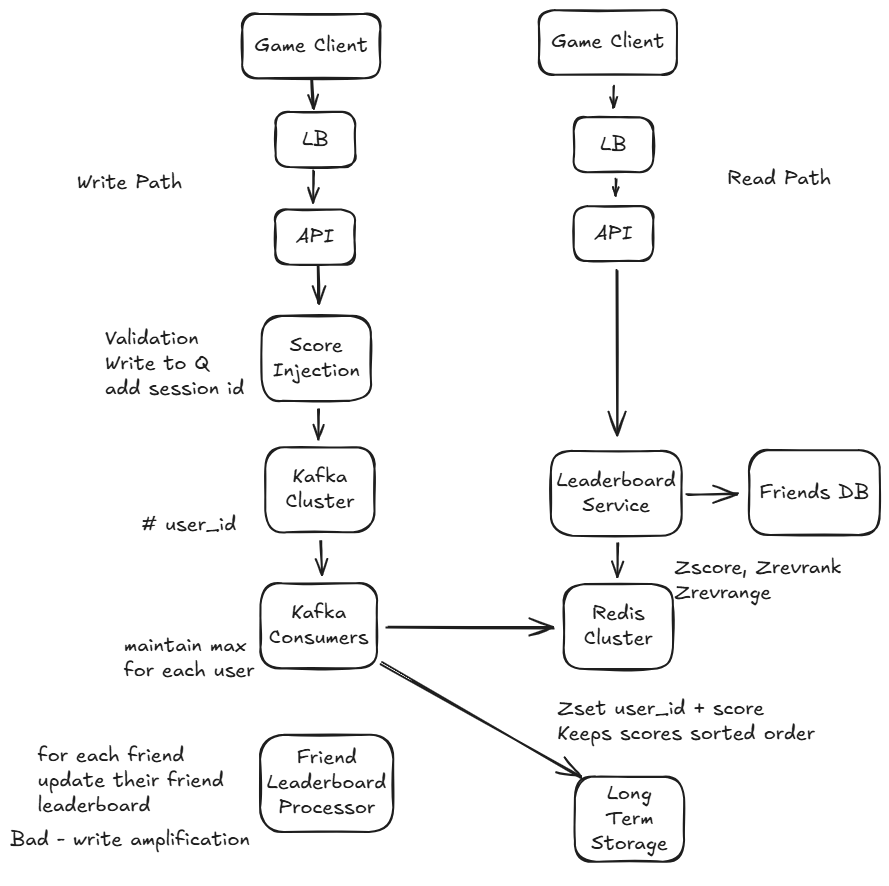 Game Client
Game Client
LB
LB
Write Path
Read Path
API
API
Validation
Write to Q
add session id
Score
Injection
Kafka
Cluster
# user_id
Leaderboard
Service
Friends DB
Zscore, Zrevrank
Zrevrange
Kafka
Consumers
maintain max
for each user
Redis
Cluster
Zset user_id + score
Keeps scores sorted order
for each friend
update their friend
leaderboard
Bad - write amplification
Friend
Leaderboard
Processor
Long
Term
Storage